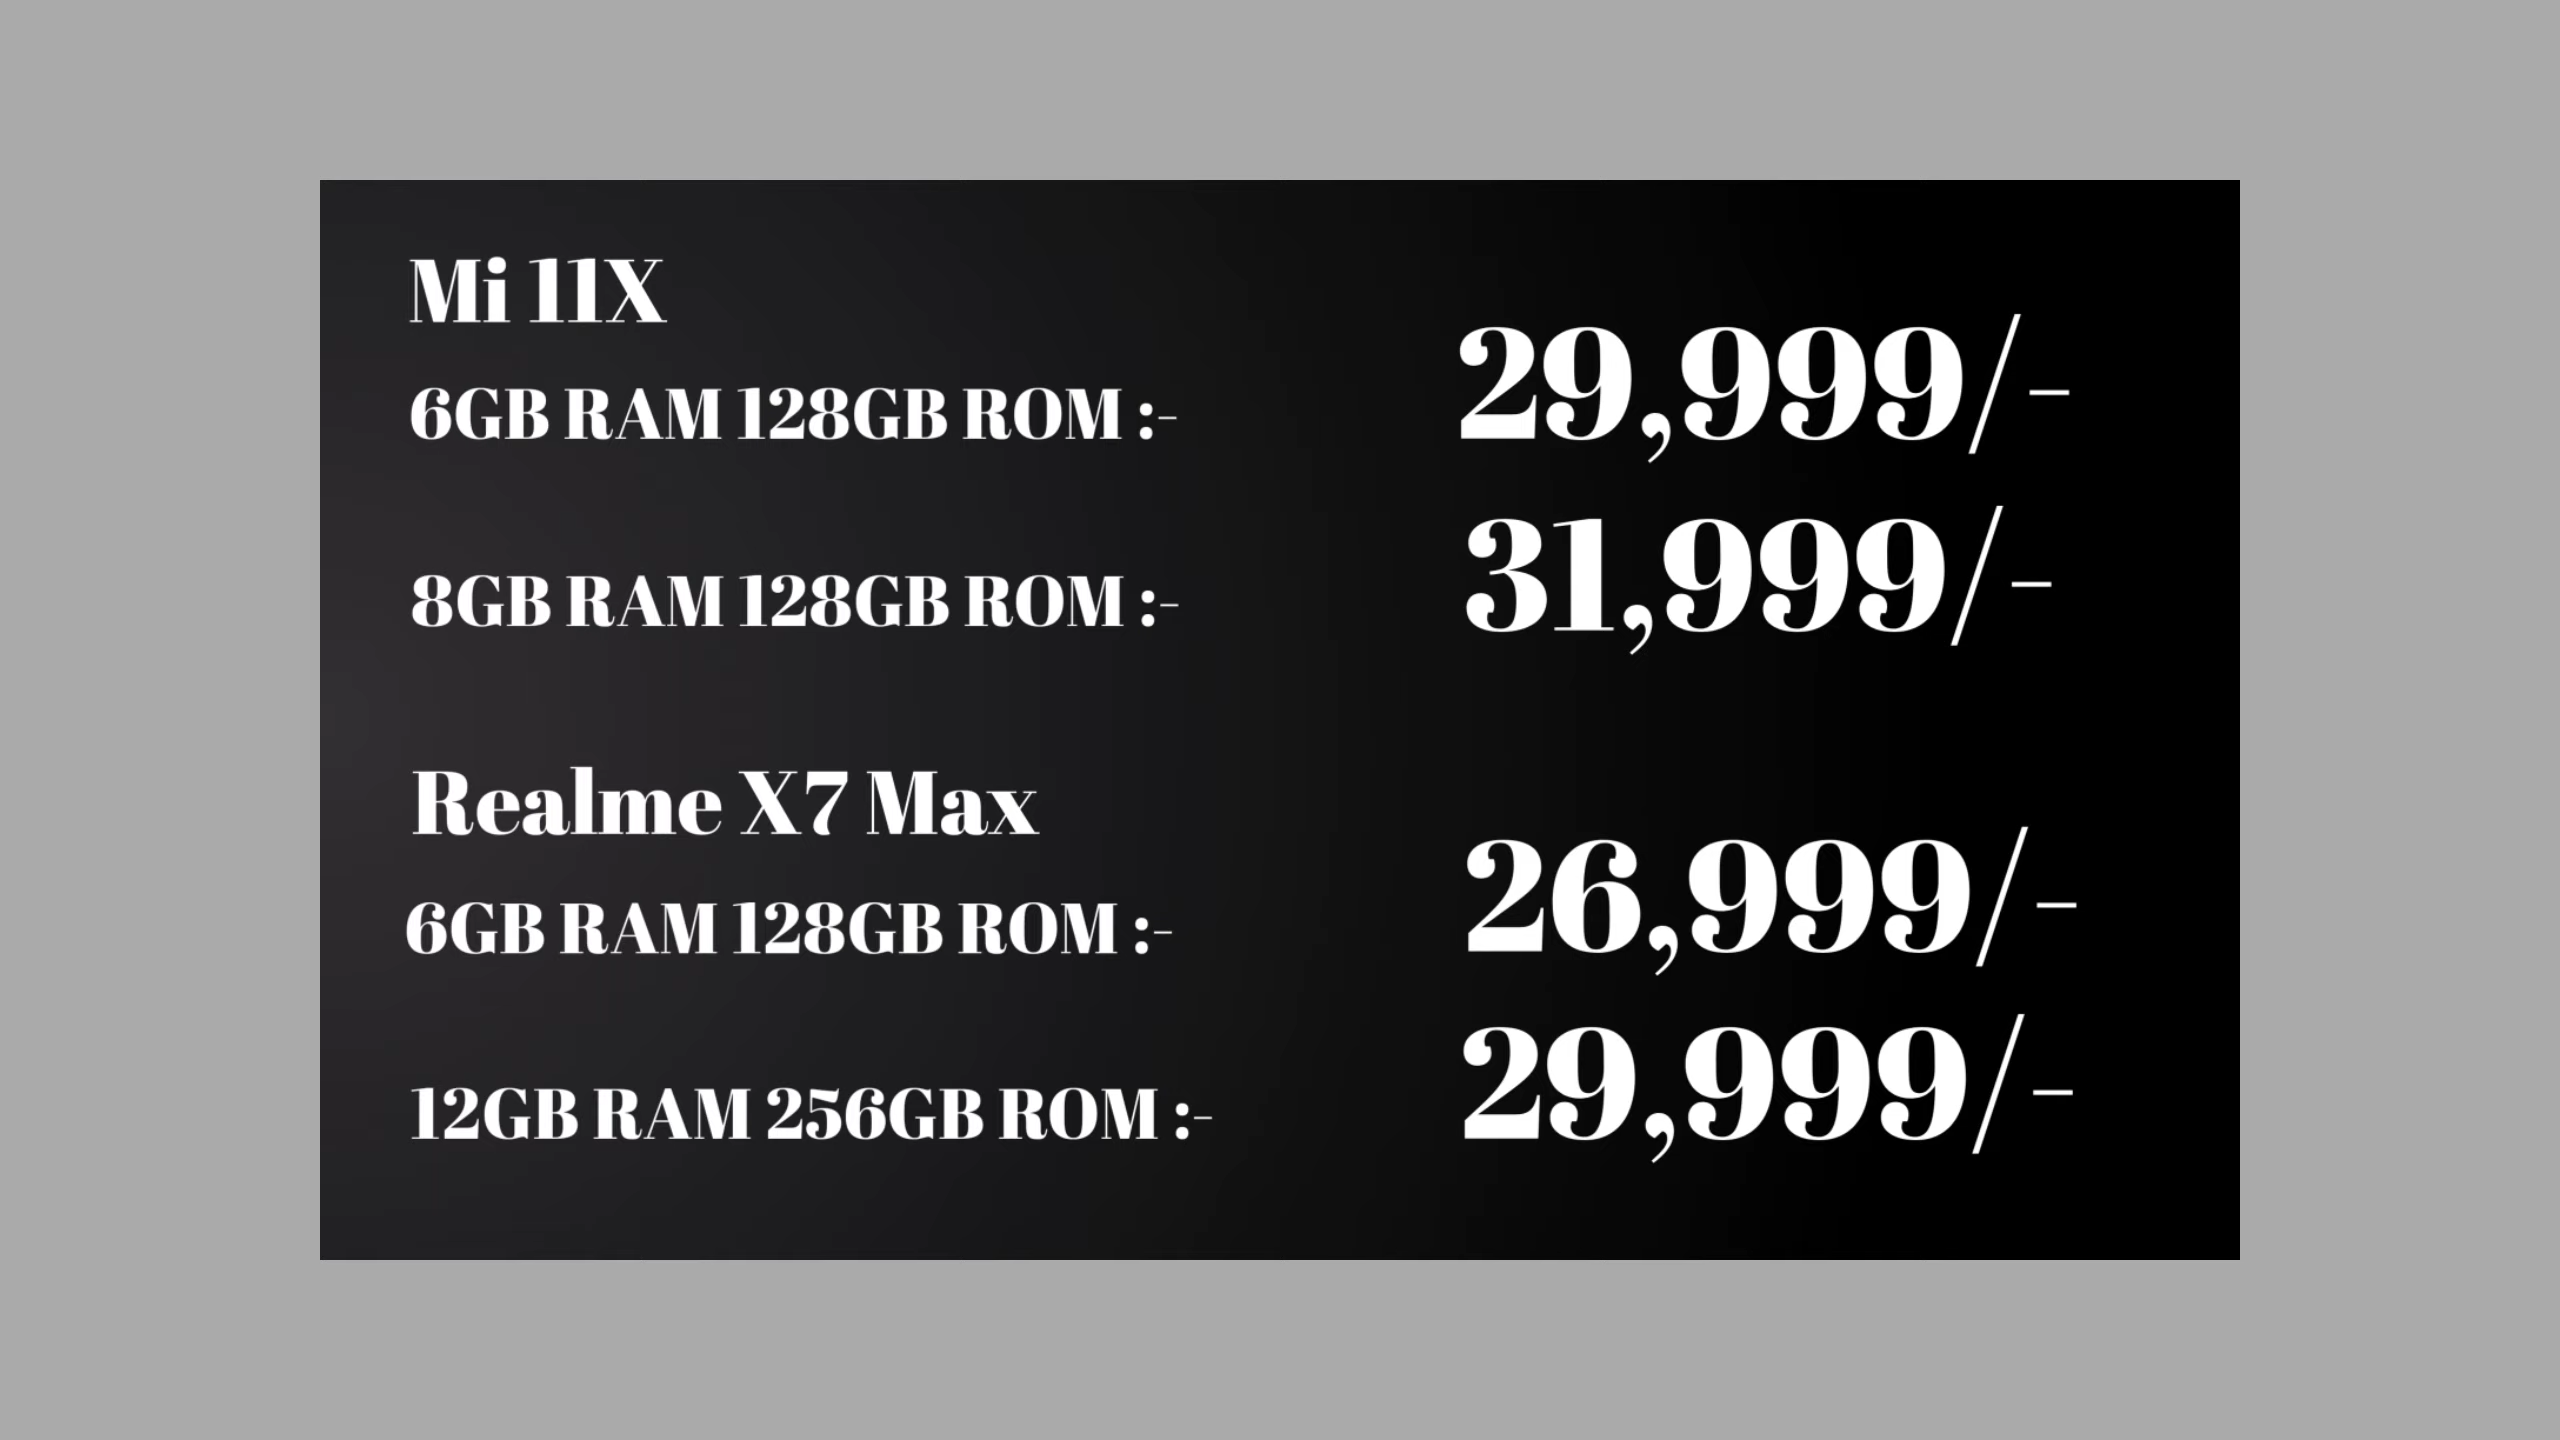 Mi 11X
6GB RAM 128GB ROM :- 29,999/-
8GB RAM 128GB ROM :- 31,999/-
Realme X7 Max
6GB RAM 128GB ROM :- 26,999/-
12GB RAM 256GB ROM :- 29,999/-